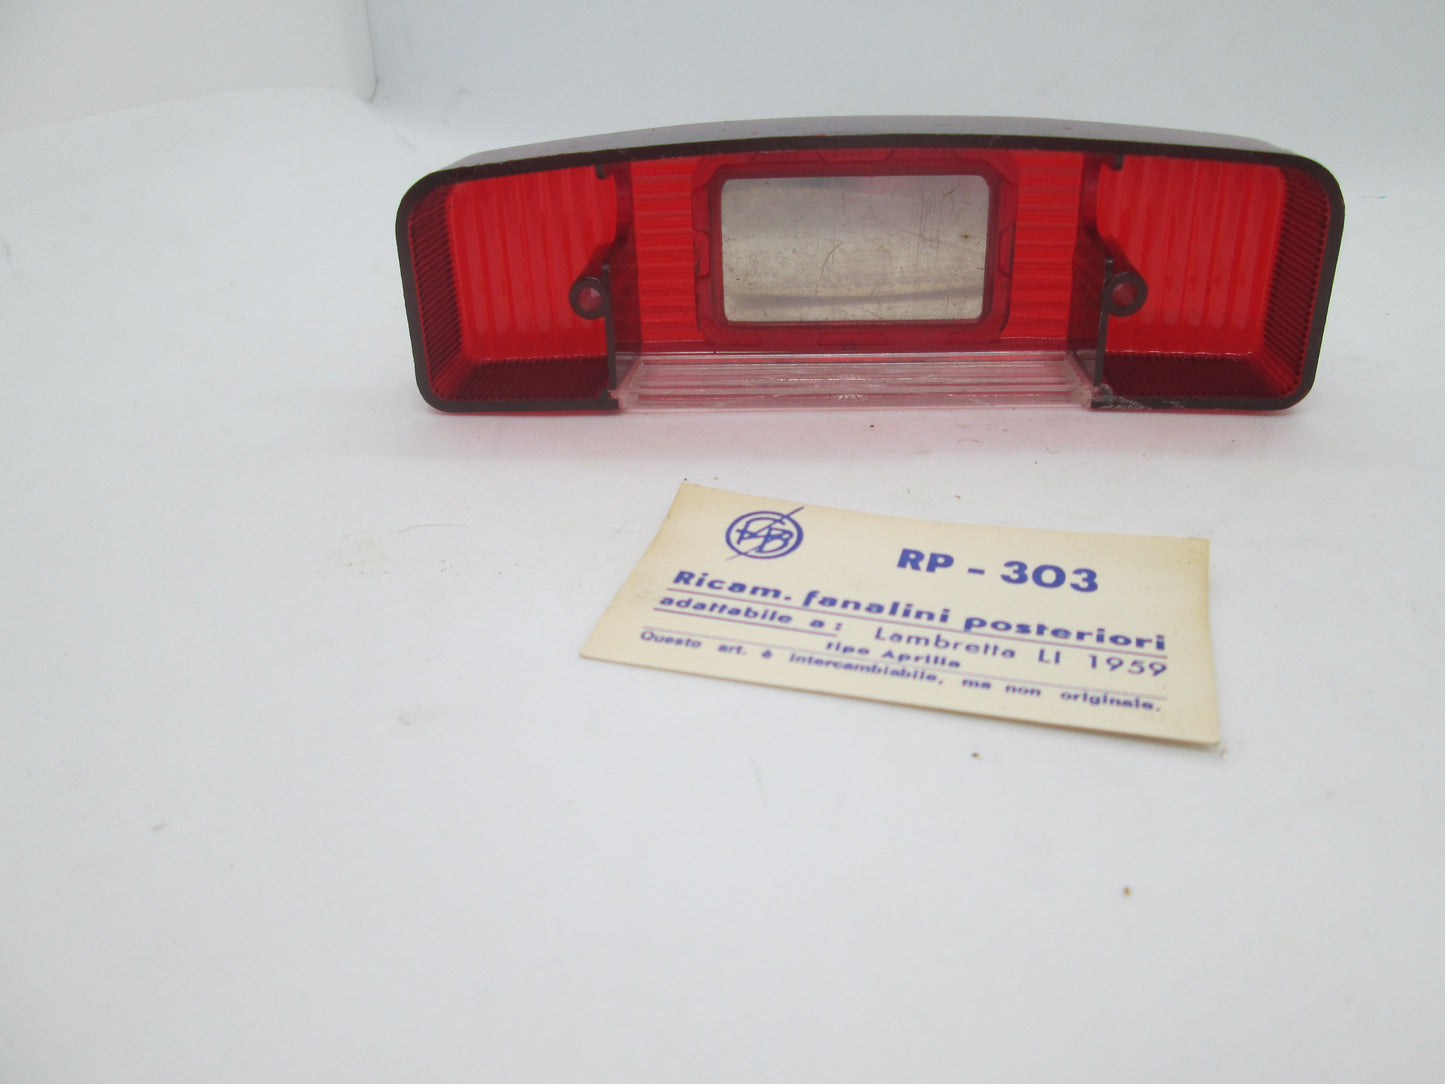 RP - 303
Ricam. fanalini posteriori
adattabile a: Lambretta LI 1959
tipo Aprilia
Questo art. è intercambiabile, ma non originale.